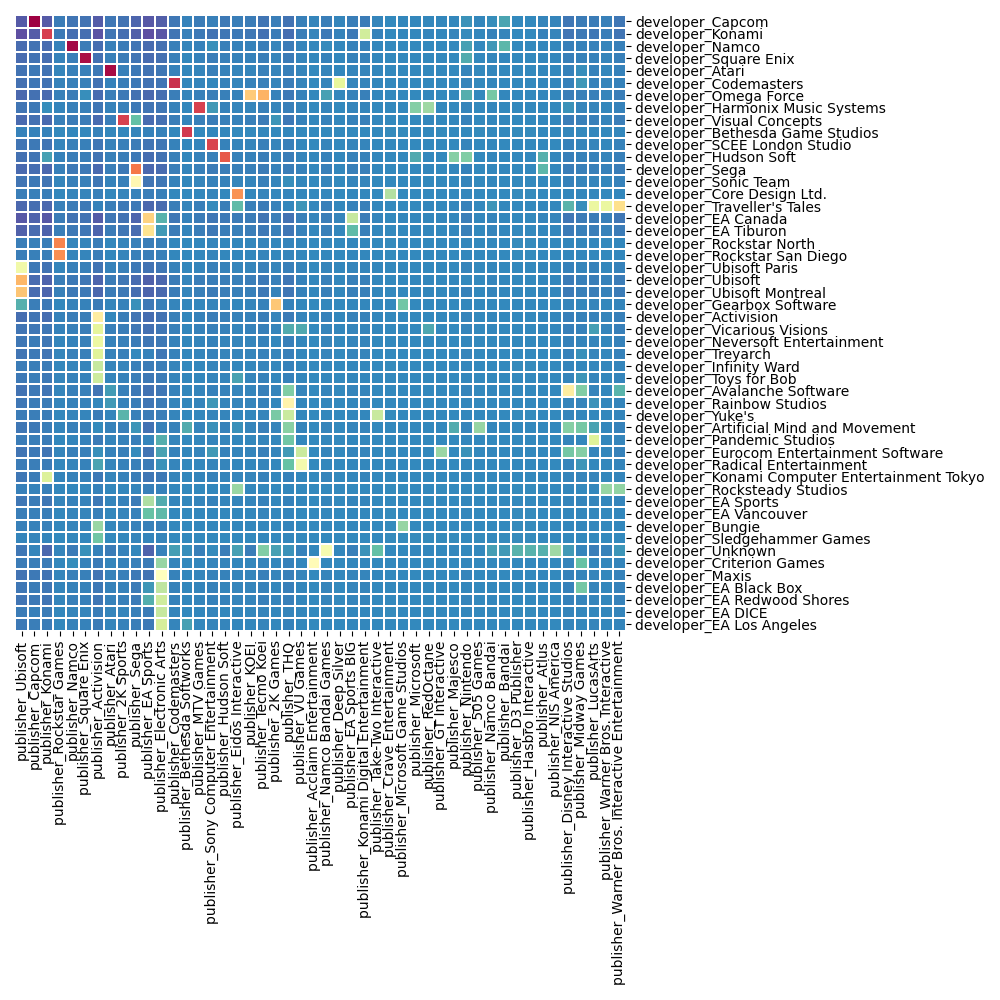 developer_Capcom
developer_Konami
developer_Namco
developer_Square Enix
developer_Atari
developer_Codemasters
developer_Omega Force
developer_Harmonix Music Systems
developer_Visual Concepts
developer_Bethesda Game Studios
developer_SCEE London Studio
developer_Hudson Soft
developer_Sega
developer_Sonic Team
developer_Core Design Ltd.
developer_Traveller's Tales
developer_EA Canada
developer_EA Tiburon
developer_Rockstar North
developer_Rockstar San Diego
developer_Ubisoft Paris
developer_Ubisoft
developer_Ubisoft Montreal
developer_Gearbox Software
developer_Activision
developer_Vicarious Visions
developer_Neversoft Entertainment
developer_Treyarch
developer_Infinity Ward
developer_Toys for Bob
developer_Avalanche Software
developer_Rainbow Studios
developer_Yuke's
developer_Artificial Mind and Movement
developer_Pandemic Studios
developer_Eurocom Entertainment Software
developer_Radical Entertainment
developer_Konami Computer Entertainment Tokyo
developer_Rocksteady Studios
developer_EA Sports
developer_EA Vancouver
developer_Bungie
developer_Sledgehammer Games
developer_Unknown
developer_Criterion Games
developer_Maxis
developer_EA Black Box
developer_EA Redwood Shores
developer_EA DICE
developer_EA Los Angeles
publisher_Ubisoft
publisher_Capcom
publisher_Konami
publisher_Rockstar Games
publisher_Namco
publisher_Square Enix
publisher_Activision
publisher_Atari
publisher_2K Sports
publisher_Sega
publisher_EA Sports
publisher_Electronic Arts
publisher_Codemasters
publisher_Bethesda Softworks
publisher_MTV Games
publisher_Sony Computer Entertainment
publisher_Hudson Soft
publisher_Eidos Interactive
publisher_KOEI
publisher_Tecmo Koei
publisher_2K Games
publisher_THQ
publisher_VU Games
publisher_Acclaim Entertainment
publisher_Namco Bandai Games
publisher_Deep Silver
publisher_EA Sports BIG
publisher_Konami Digital Entertainment
publisher_Take-Two Interactive
publisher_Crave Entertainment
publisher_Microsoft Game Studios
publisher_Microsoft
publisher_RedOctane
publisher_GT Interactive
publisher_Majesco
publisher_Nintendo
publisher_505 Games
publisher_Namco Bandai
publisher_Bandai
publisher_D3 Publisher
publisher_Hasbro Interactive
publisher_Atlus
publisher_NIS America
publisher_Disney Interactive Studios
publisher_Midway Games
publisher_LucasArts
publisher_Warner Bros. Interactive
publisher_Warner Bros. Interactive Entertainment